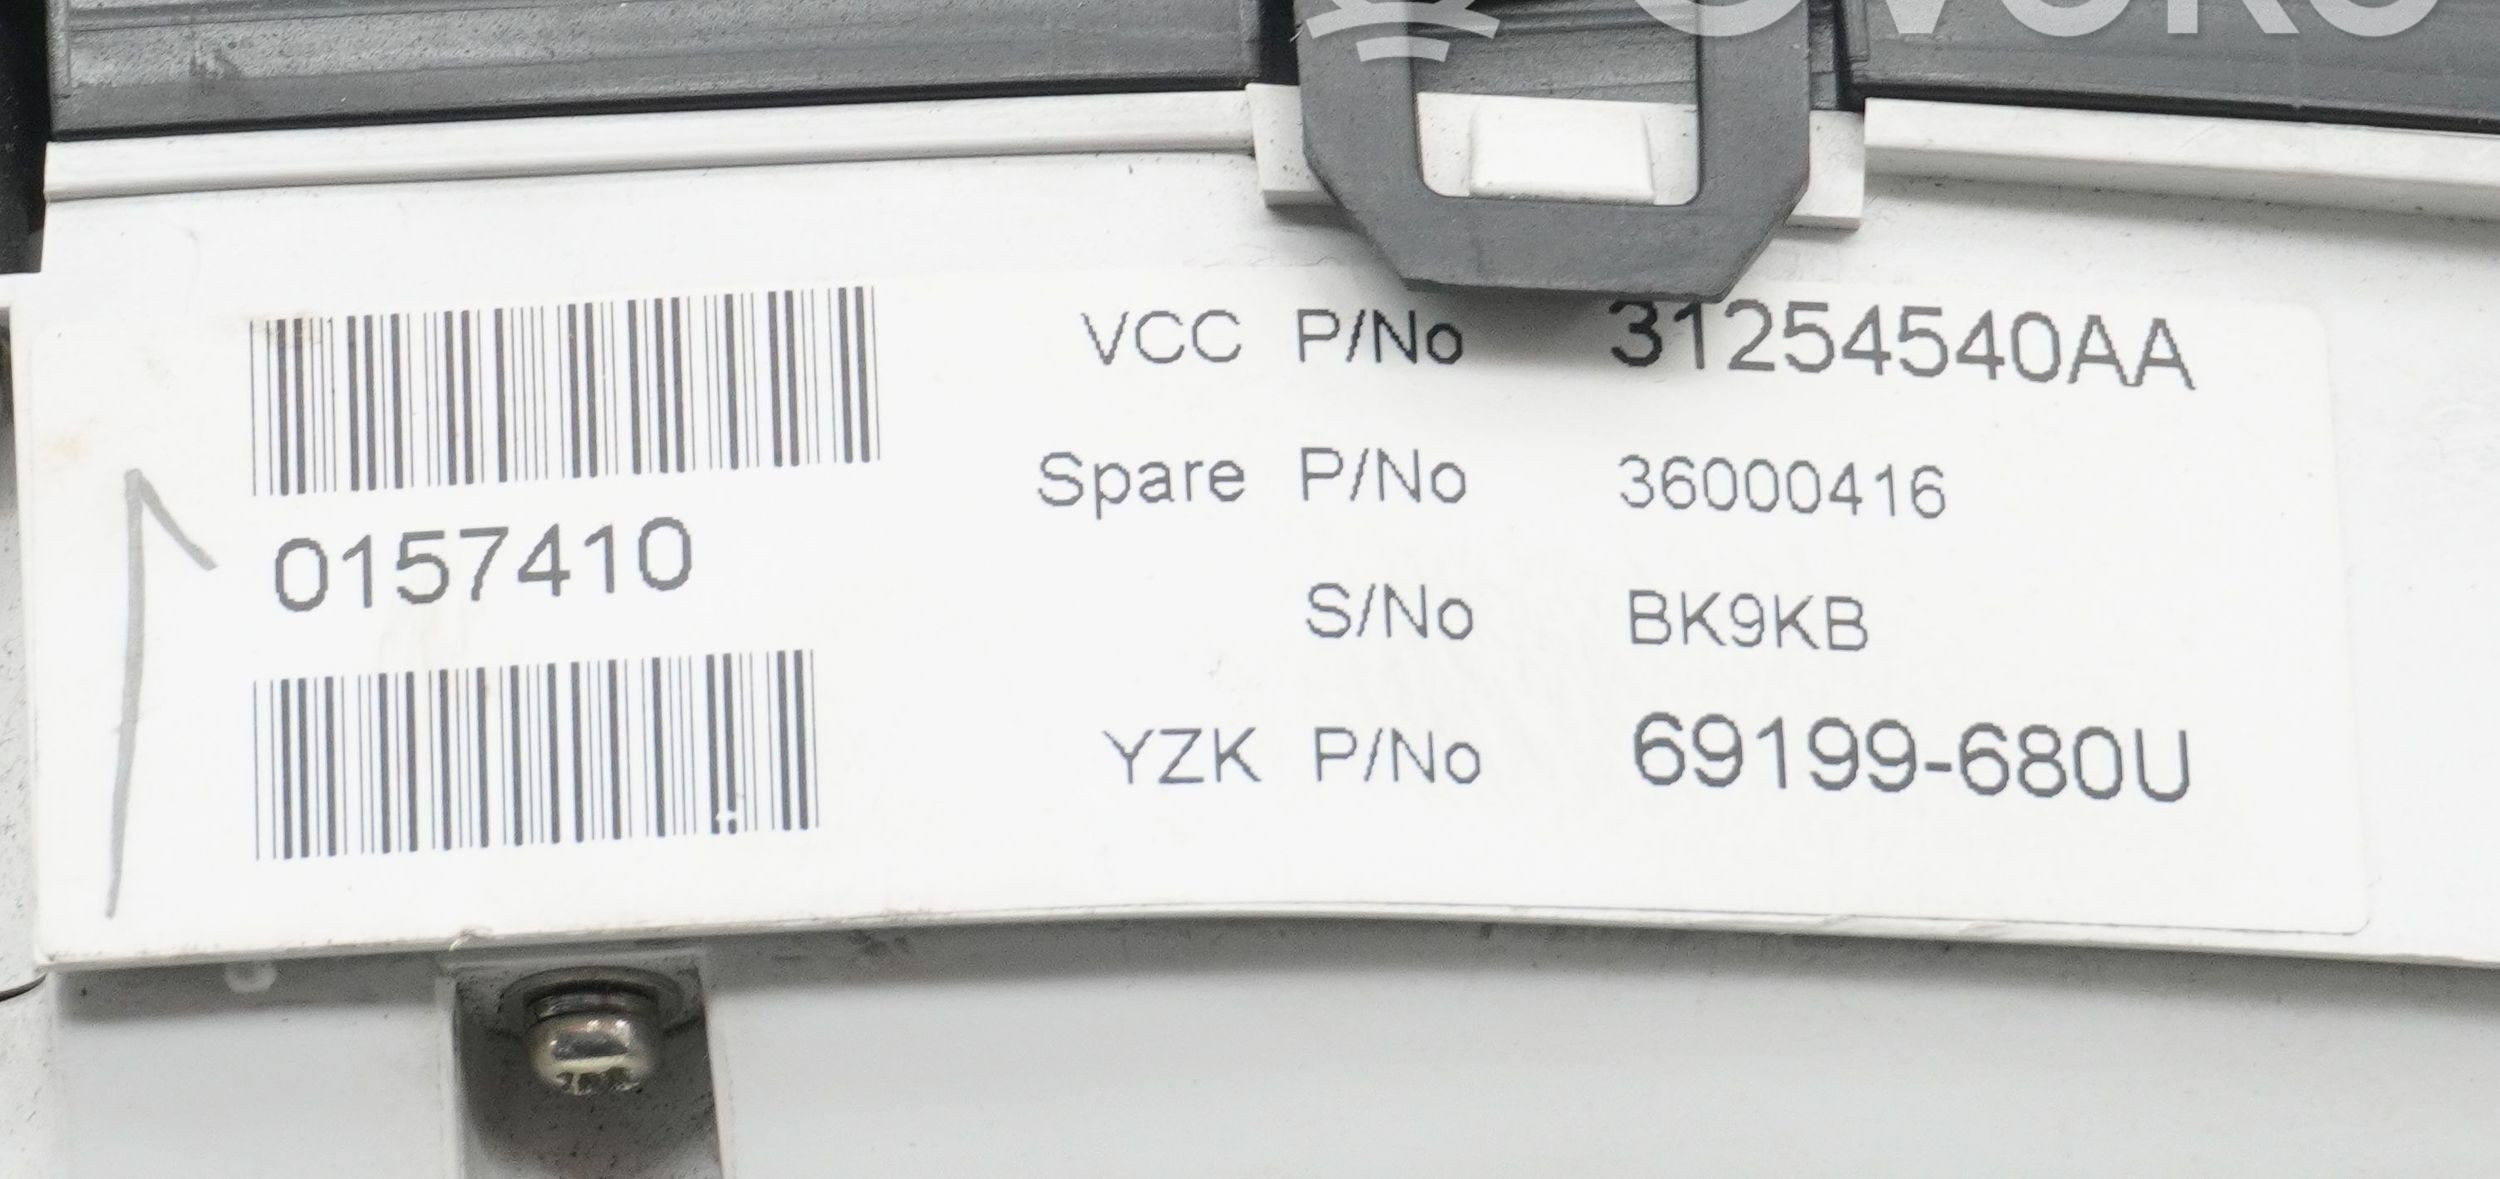 0157410
VCC P/No 31254540AA
Spare P/No 36000416
S/No BK9KB
YZK P/No 69199-680U